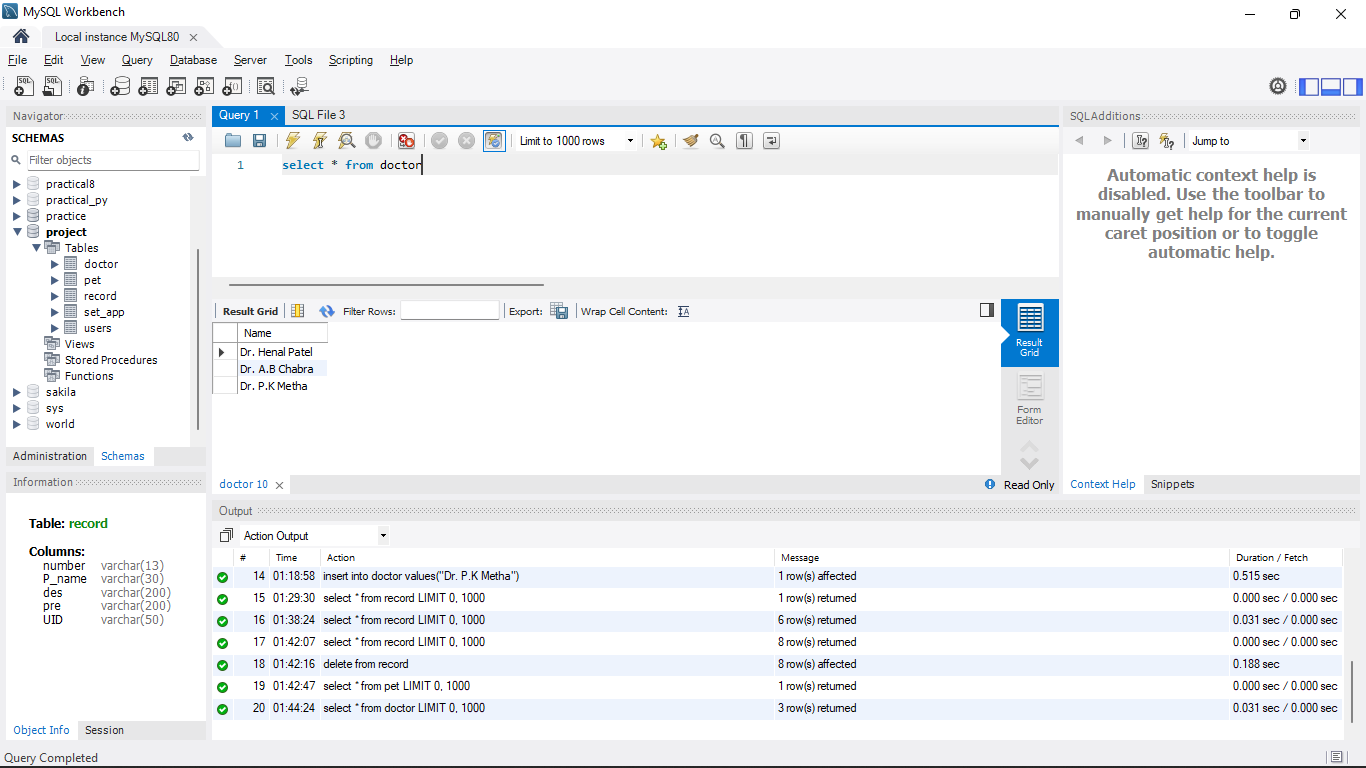 MySQL Workbench
Local instance MySQL80
File Edit View Query Database Server Tools Scripting Help
Navigator
SCHEMAS
Filter objects
practical8
practical_py
practice
project
Tables
doctor
pet
record
set_app
users
Views
Stored Procedures
Functions
sakila
sys
world
Administration Schemas
Information
Table: record
Columns:
number varchar(13)
P_name varchar(30)
des varchar(200)
pre varchar(200)
UID varchar(50)
Object Info Session
Query 1 SQL File 3
Limit to 1000 rows
1 select * from doctor
Result Grid Filter Rows: Export: Wrap Cell Content:
Name
Dr. Henal Patel
Dr. A.B Chabra
Dr. P.K Metha
Result
Grid
Form
Editor
doctor 10
Read Only
SQLAdditions
Jump to
Automatic context help is
disabled. Use the toolbar to
manually get help for the current
caret position or to toggle
automatic help.
Context Help Snippets
Output
Action Output
# Time Action Message Duration / Fetch
14 01:18:58 insert into doctor values("Dr. P.K Metha") 1 row(s) affected 0.515 sec
15 01:29:30 select * from record LIMIT 0, 1000 1 row(s) returned 0.000 sec / 0.000 sec
16 01:38:24 select * from record LIMIT 0, 1000 6 row(s) returned 0.031 sec / 0.000 sec
17 01:42:07 select * from record LIMIT 0, 1000 8 row(s) returned 0.000 sec / 0.000 sec
18 01:42:16 delete from record 8 row(s) affected 0.188 sec
19 01:42:47 select * from pet LIMIT 0, 1000 1 row(s) returned 0.000 sec / 0.000 sec
20 01:44:24 select * from doctor LIMIT 0, 1000 3 row(s) returned 0.031 sec / 0.000 sec
Query Completed